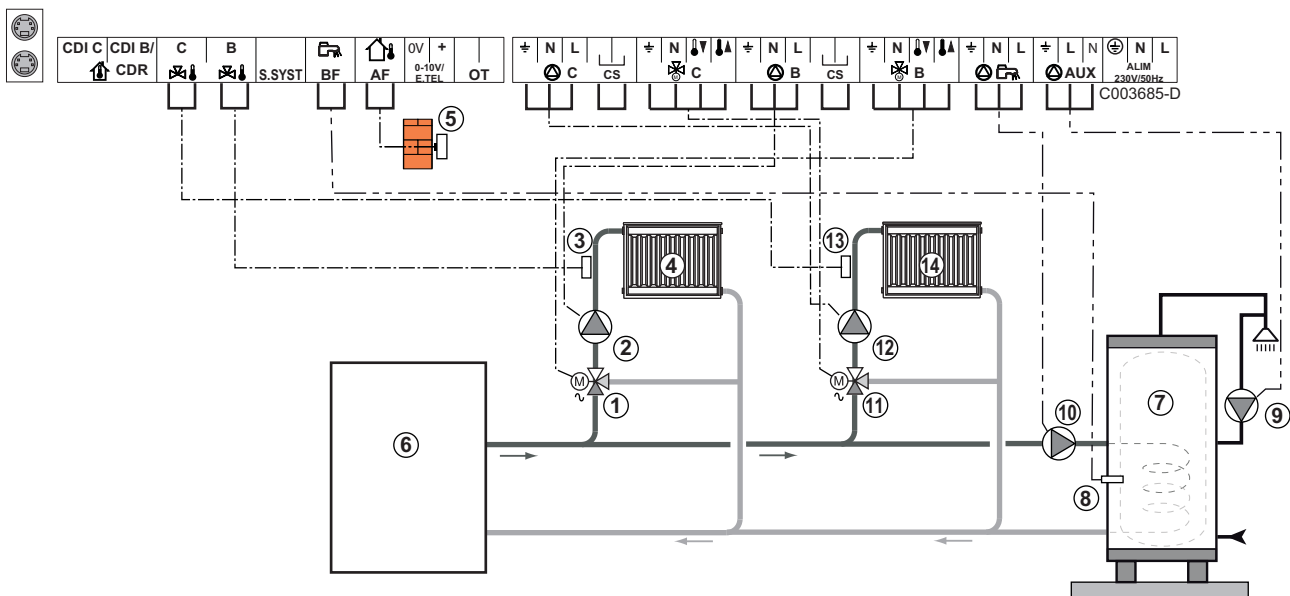 CDI C CDI B/ C B 0V + N L N N L N N L L N N L
CDR S.SYST BF AF 0-10V/ E.TEL OT C CS C B CS B AUX ALIM 230V/50Hz
C003685-D
5
3 4 13 14
2 12
M 1 M 11
6 10 7 9
8